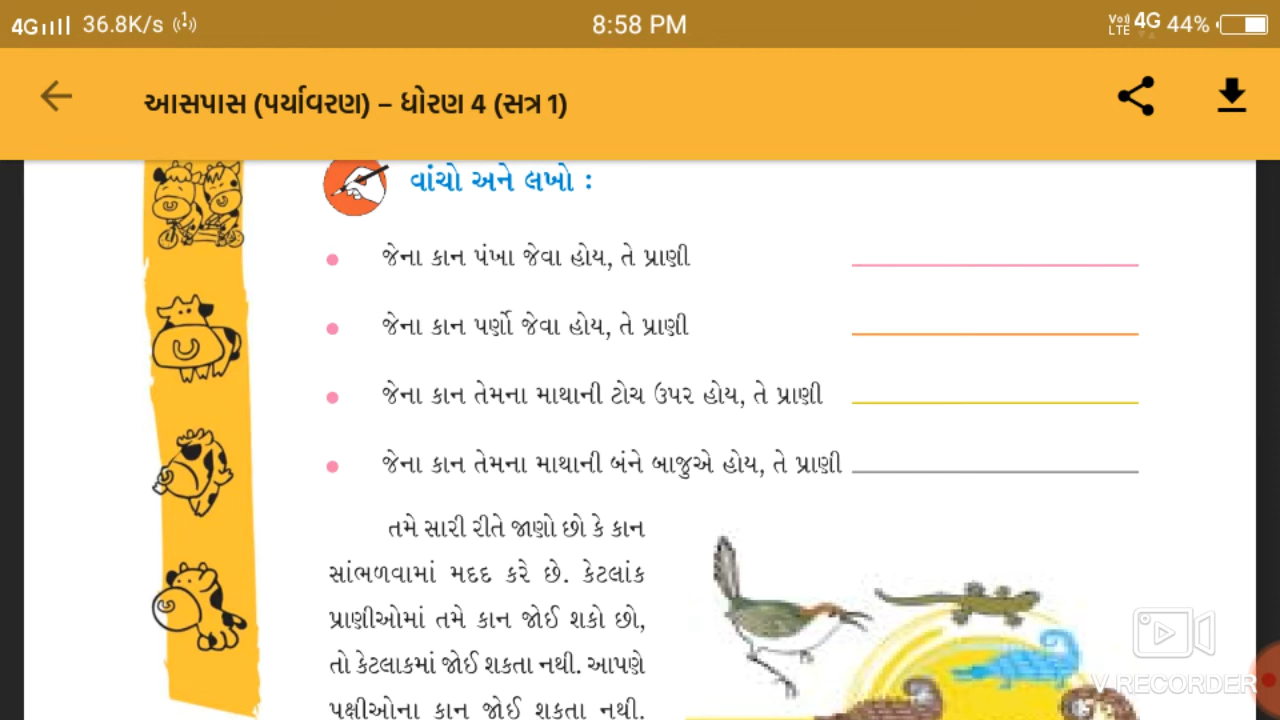 4G 36.8K/s 8:58 PM VoJ) LTE 4G 44%
આસપાસ (પર્યાવરણ) – ધોરણ 4 (સત્ર 1)
વાંચો અને લખો :
જેના કાન પંખા જેવા હોય, તે પ્રાણી
જેના કાન પર્ણો જેવા હોય, તે પ્રાણી
જેના કાન તેમના માથાની ટોચ ઉપર હોય, તે પ્રાણી
જેના કાન તેમના માથાની બંને બાજુએ હોય, તે પ્રાણી
તમે સારી રીતે જાણો છો કે કાન
સાંભળવામાં મદદ કરે છે. કેટલાંક
પ્રાણીઓમાં તમે કાન જોઈ શકો છો,
તો કેટલાકમાં જોઈ શકતા નથી. આપણે
પક્ષીઓના કાન જોઈ શકતા નથી.
V RECORDER